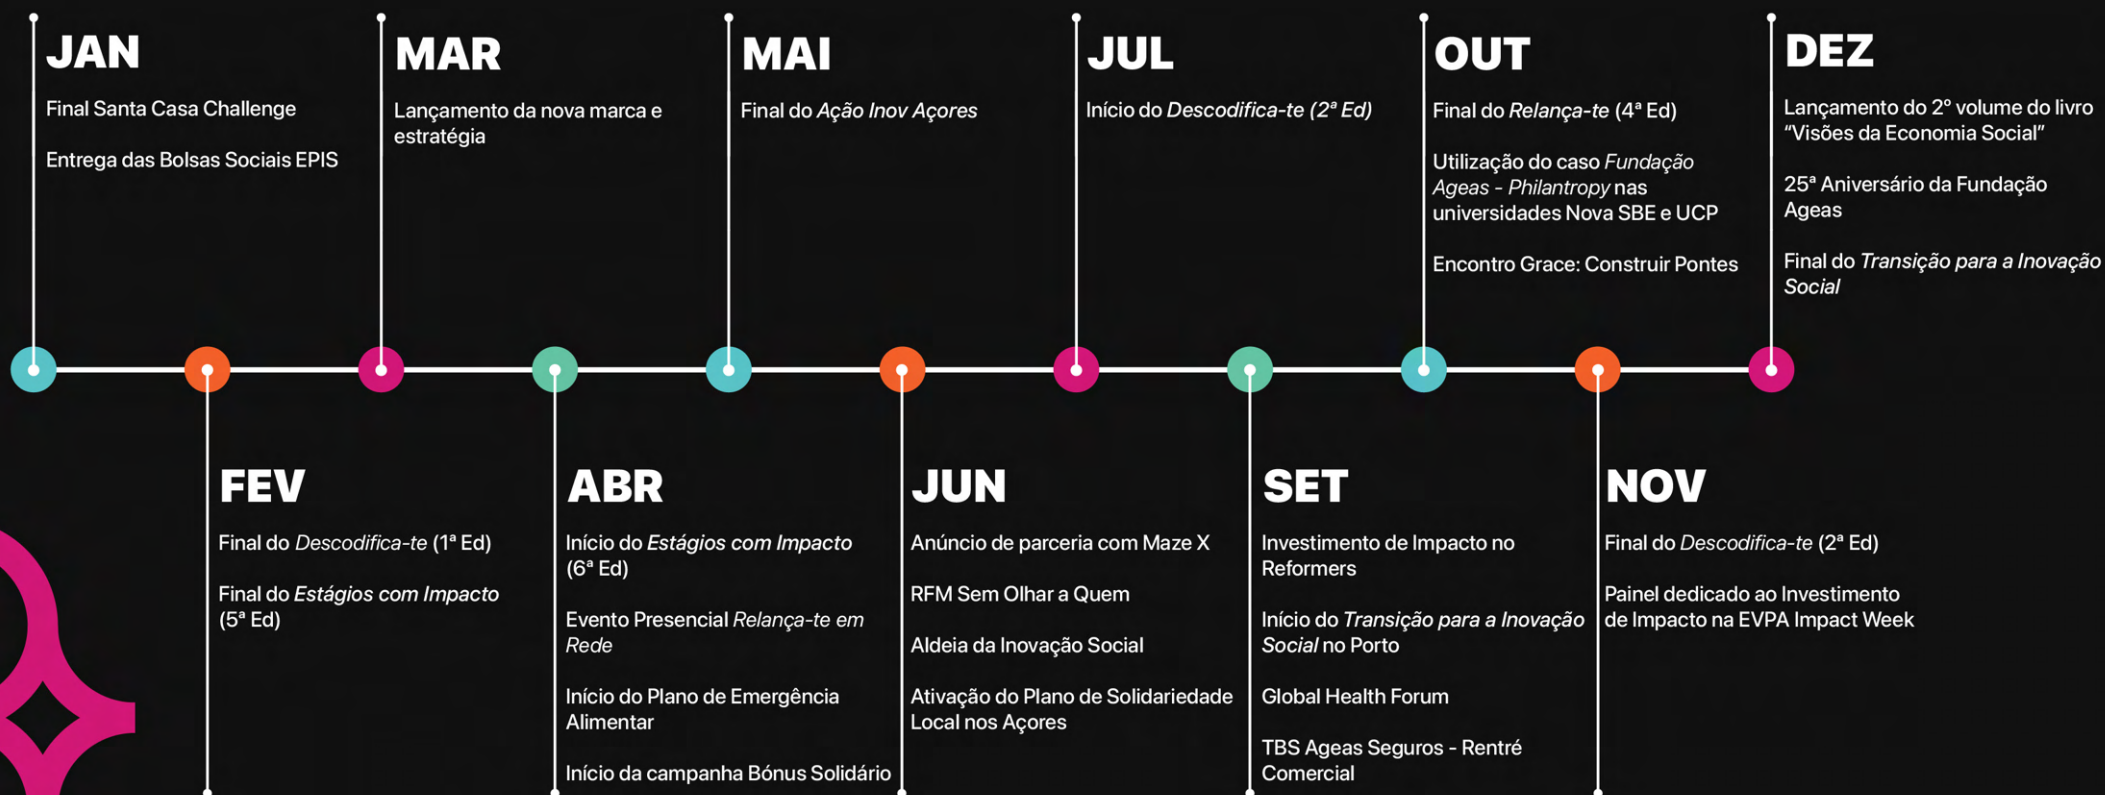 JAN
Final Santa Casa Challenge
Entrega das Bolsas Sociais EPIS
MAR
Lançamento da nova marca e
estratégia
MAI
Final do Ação Inov Açores
JUL
Início do Descodifica-te (2ª Ed)
OUT
Final do Relança-te (4ª Ed)
Utilização do caso Fundação
Ageas - Philantropy nas
universidades Nova SBE e UCP
Encontro Grace: Construir Pontes
DEZ
Lançamento do 2º volume do livro
“Visões da Economia Social”
25ª Aniversário da Fundação
Ageas
Final do Transição para a Inovação
Social
FEV
Final do Descodifica-te (1ª Ed)
Final do Estágios com Impacto
(5ª Ed)
ABR
Início do Estágios com Impacto
(6ª Ed)
Evento Presencial Relança-te em
Rede
Início do Plano de Emergência
Alimentar
Início da campanha Bónus Solidário
JUN
Anúncio de parceria com Maze X
RFM Sem Olhar a Quem
Aldeia da Inovação Social
Ativação do Plano de Solidariedade
Local nos Açores
SET
Investimento de Impacto no
Reformers
Início do Transição para a Inovação
Social no Porto
Global Health Forum
TBS Ageas Seguros - Rentré
Comercial
NOV
Final do Descodifica-te (2ª Ed)
Painel dedicado ao Investimento
de Impacto na EVPA Impact Week